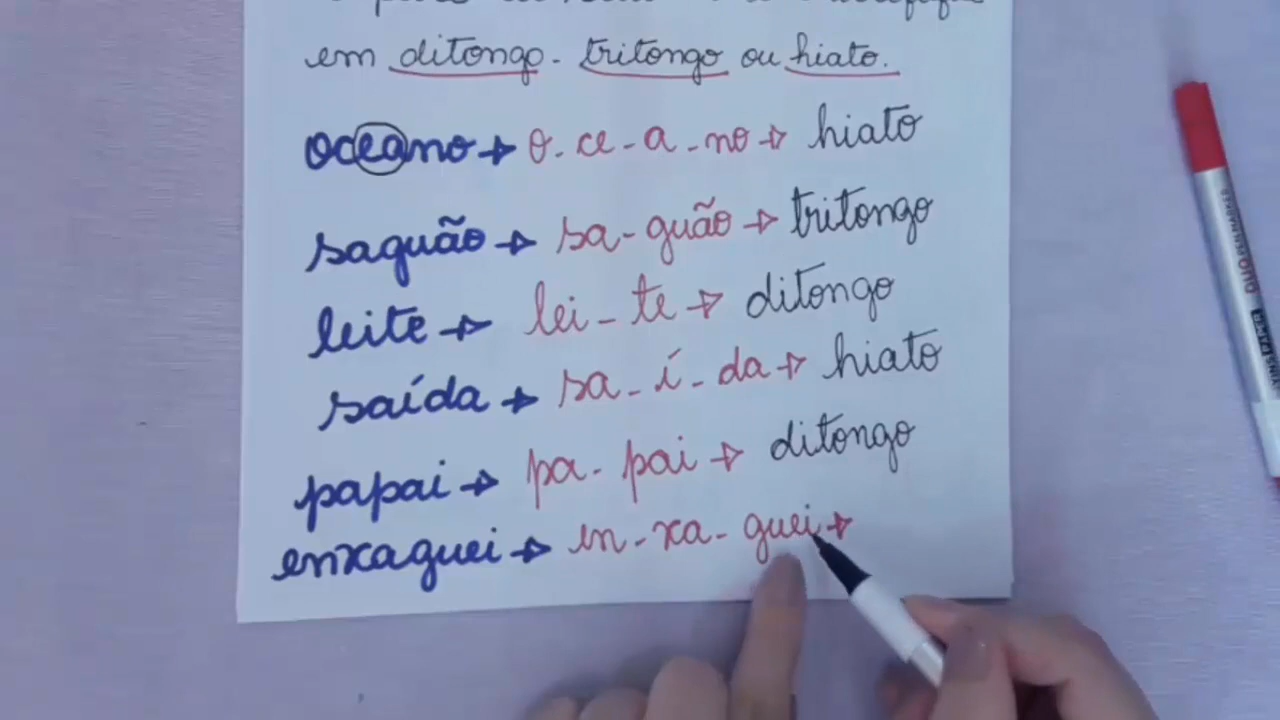 em ditongo. tritongo ou hiato.
oceano → o-ce-a-no → hiato
saguão → sa-guão → tritongo
leite → lei-te → ditongo
saída → sa-í-da → hiato
papai → pa-pai → ditongo
enxaguei → en-xa-guei →